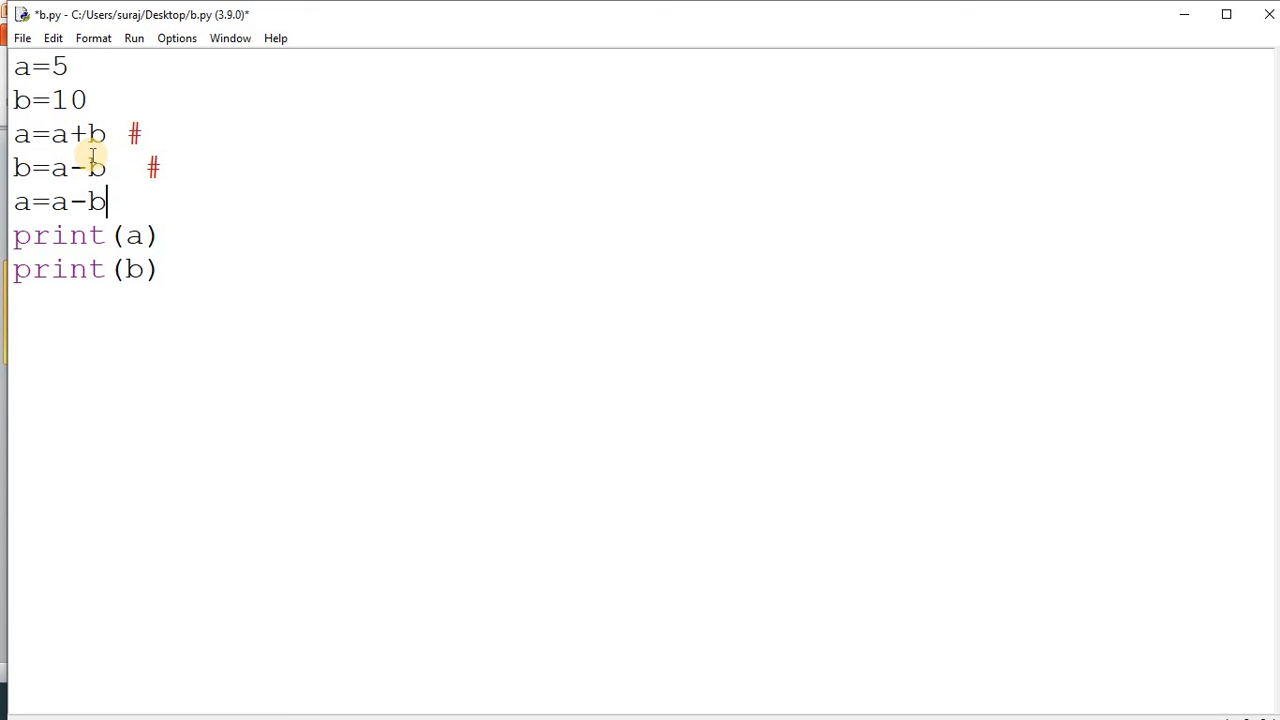 *b.py - C:/Users/suraj/Desktop/b.py (3.9.0)*
File Edit Format Run Options Window Help
a=5
b=10
a=a+b #
b=a-b  #
a=a-b
print(a)
print(b)